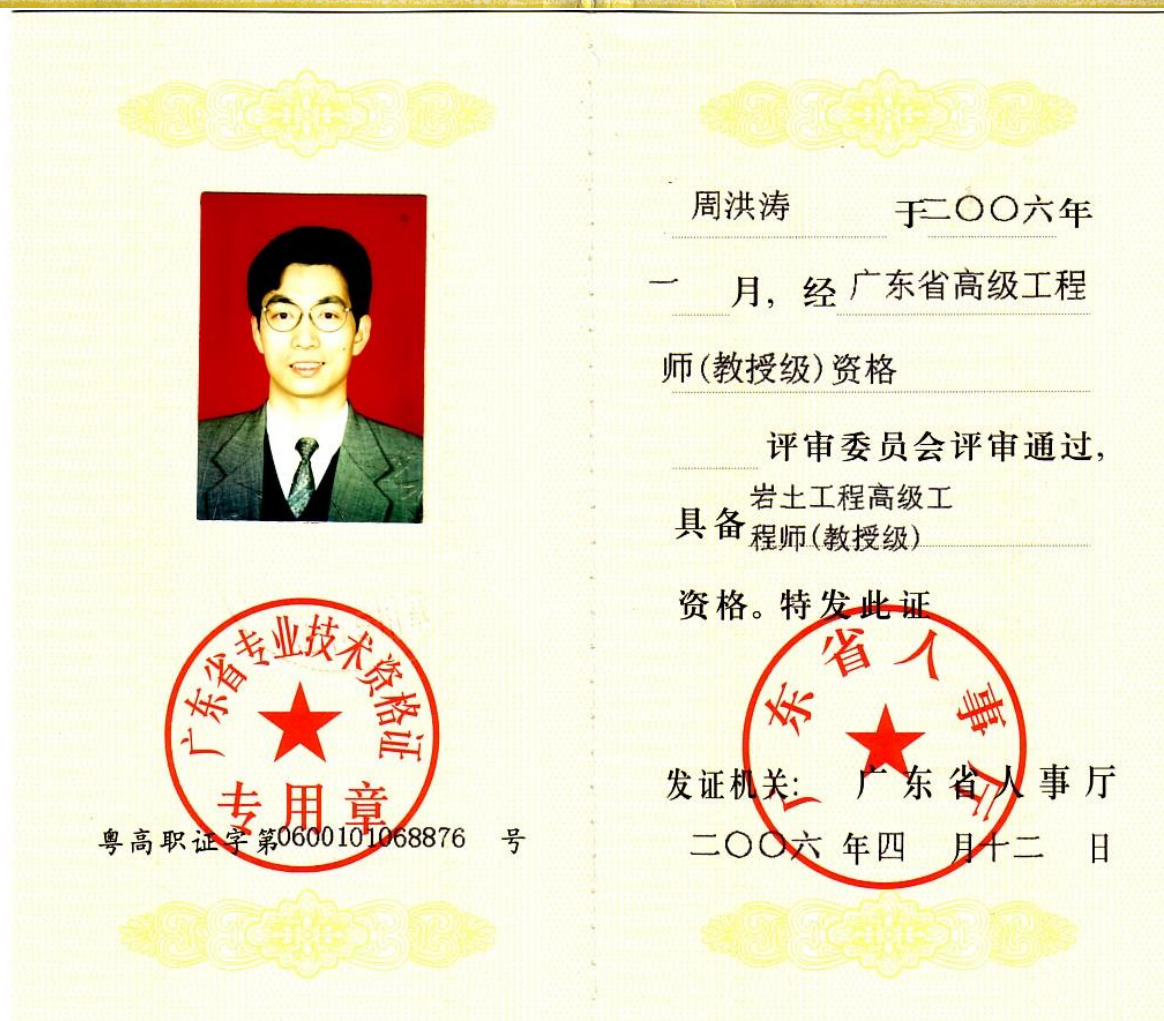 广东省专业技术资格证
专用章
粤高职证字第0600101068876 号
周洪涛 于二〇〇六年
一 月，经 广东省高级工程
师(教授级)资格
评审委员会评审通过，
具备 岩土工程高级工
程师(教授级)
资格。特发此证
广东省人事厅
发证机关： 广东省人事厅
二〇〇六 年四 月十二 日